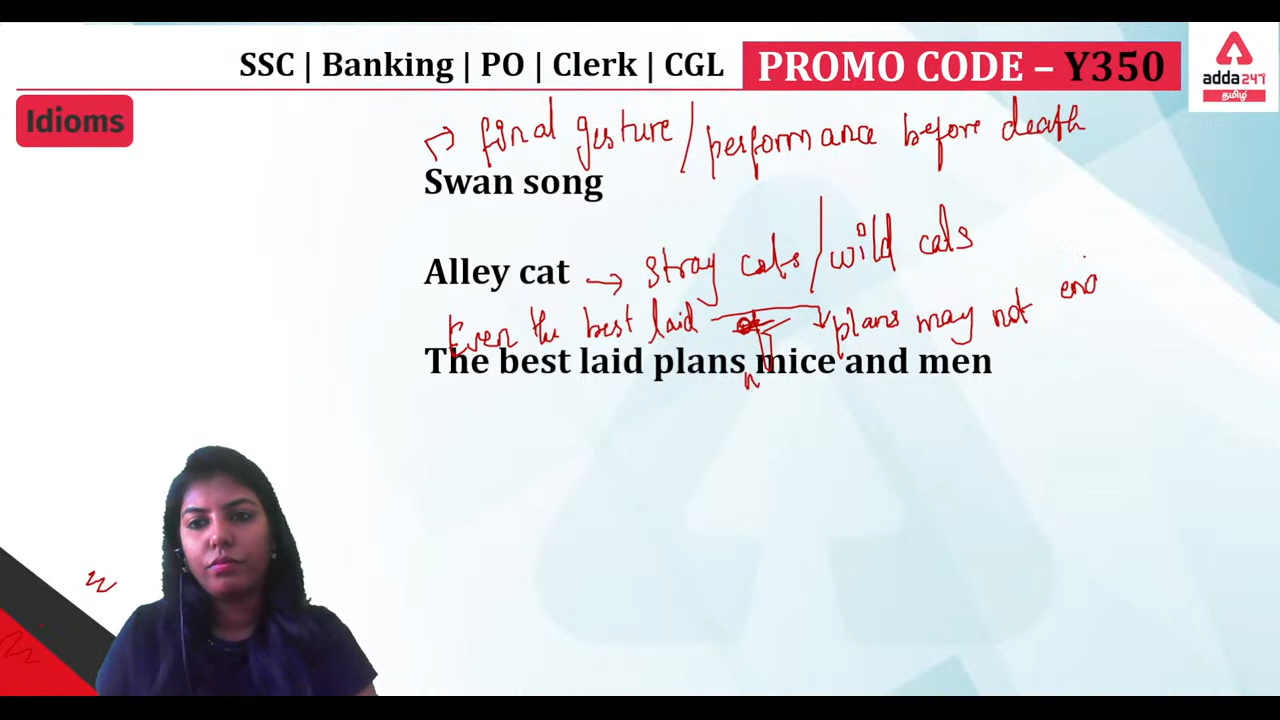 SSC | Banking | PO | Clerk | CGL PROMO CODE – Y350
adda247
தமிழ்
Idioms
final gesture / performance before death
Swan song
Alley cat → stray cats / wild cats
Even the best laid plans may not
The best laid plans mice and men